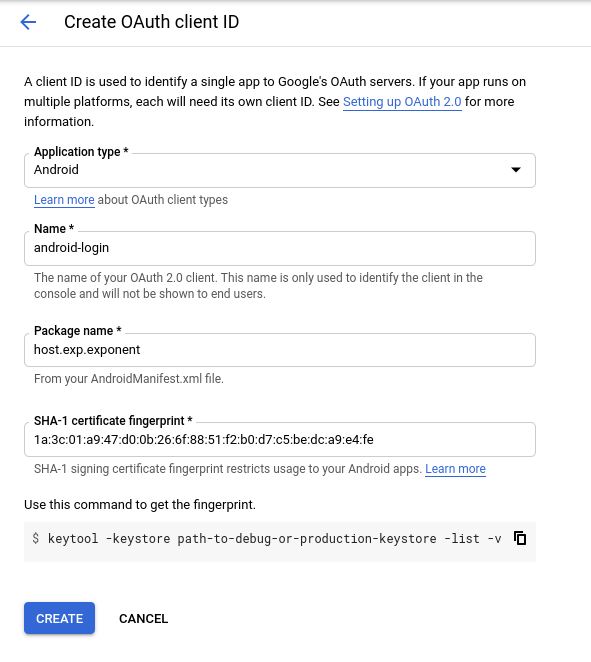 Create OAuth client ID
A client ID is used to identify a single app to Google's OAuth servers. If your app runs on
multiple platforms, each will need its own client ID. See Setting up OAuth 2.0 for more
information.
Application type *
Android
Learn more about OAuth client types
Name *
android-login
The name of your OAuth 2.0 client. This name is only used to identify the client in the
console and will not be shown to end users.
Package name *
host.exp.exponent
From your AndroidManifest.xml file.
SHA-1 certificate fingerprint *
1a:3c:01:a9:47:d0:0b:26:6f:88:51:f2:b0:d7:c5:be:dc:a9:e4:fe
SHA-1 signing certificate fingerprint restricts usage to your Android apps. Learn more
Use this command to get the fingerprint.
$ keytool -keystore path-to-debug-or-production-keystore -list -v
CREATE CANCEL